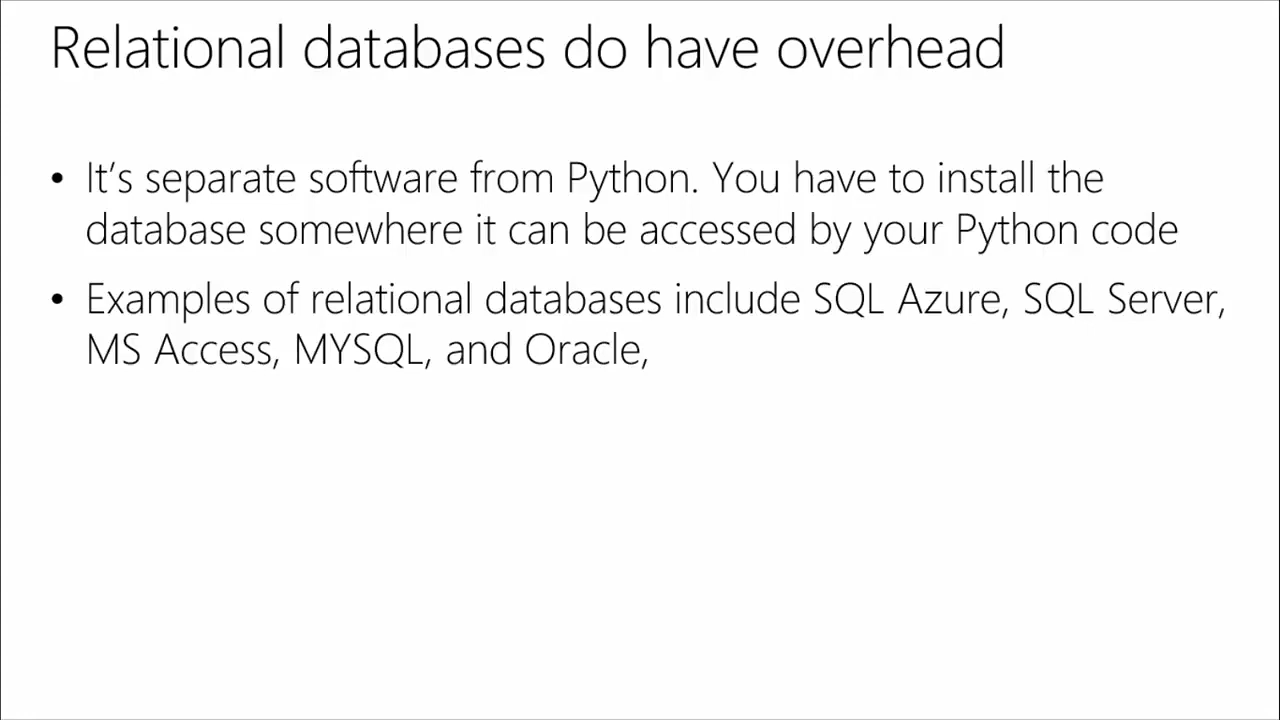 Relational databases do have overhead
• It's separate software from Python. You have to install the
database somewhere it can be accessed by your Python code
• Examples of relational databases include SQL Azure, SQL Server,
MS Access, MYSQL, and Oracle,